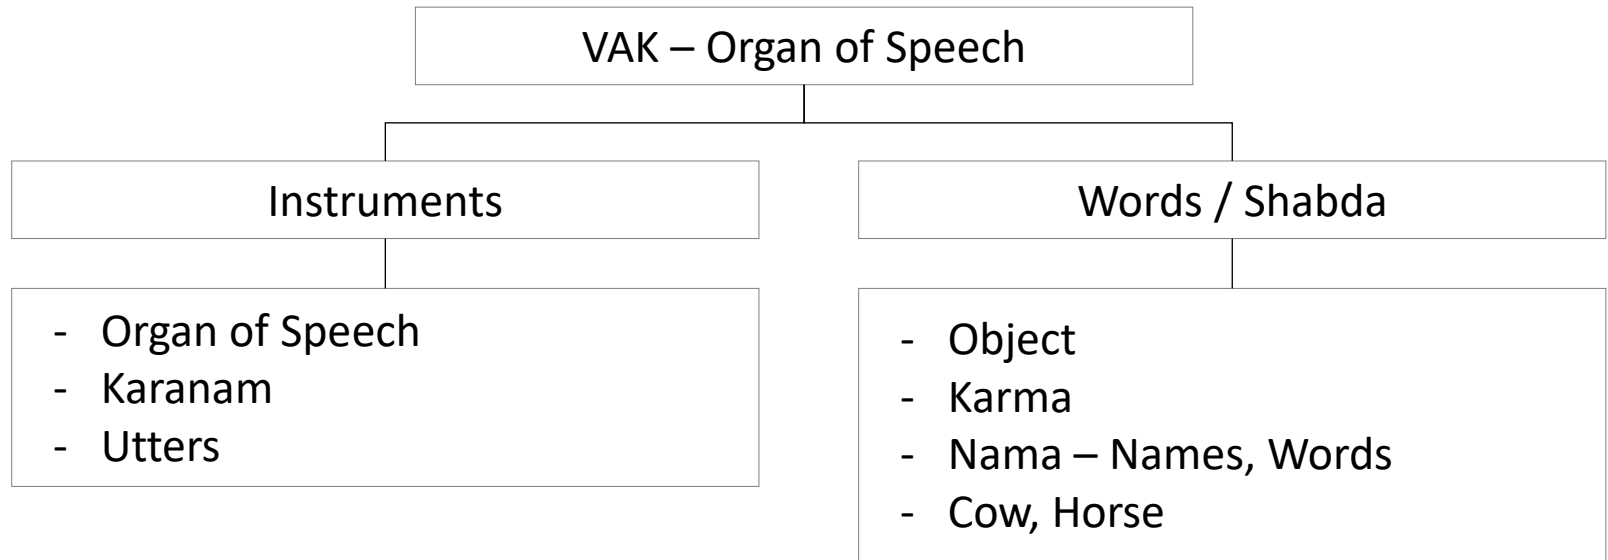 VAK – Organ of Speech
Instruments
Words / Shabda
- Organ of Speech
- Karanam
- Utters
- Object
- Karma
- Nama – Names, Words
- Cow, Horse